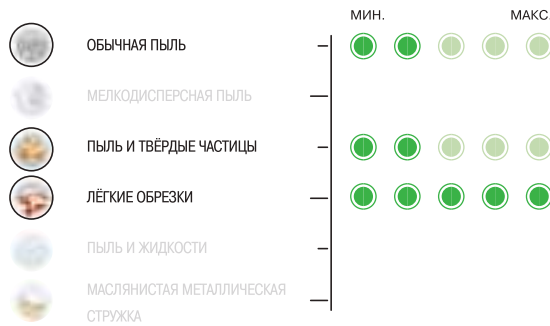 МИН. МАКС.
ОБЫЧНАЯ ПЫЛЬ
МЕЛКОДИСПЕРСНАЯ ПЫЛЬ
ПЫЛЬ И ТВЁРДЫЕ ЧАСТИЦЫ
ЛЁГКИЕ ОБРЕЗКИ
ПЫЛЬ И ЖИДКОСТИ
МАСЛЯНИСТАЯ МЕТАЛЛИЧЕСКАЯ
СТРУЖКА